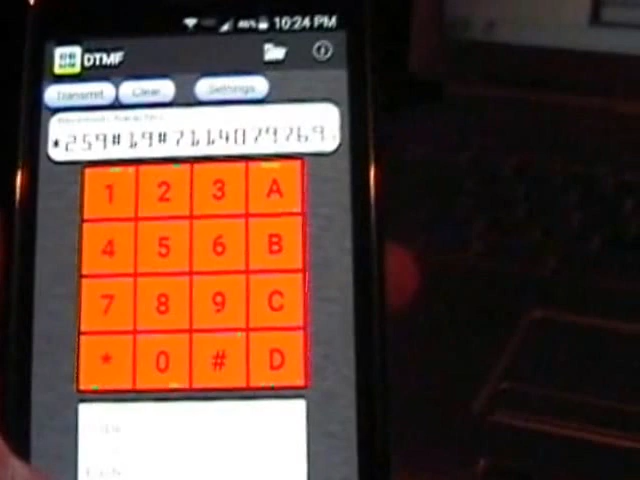 10:24 PM
DTMF
Transmit Clear Settings
*259#19#7114079769
1 2 3 A
4 5 6 B
7 8 9 C
* 0 # D